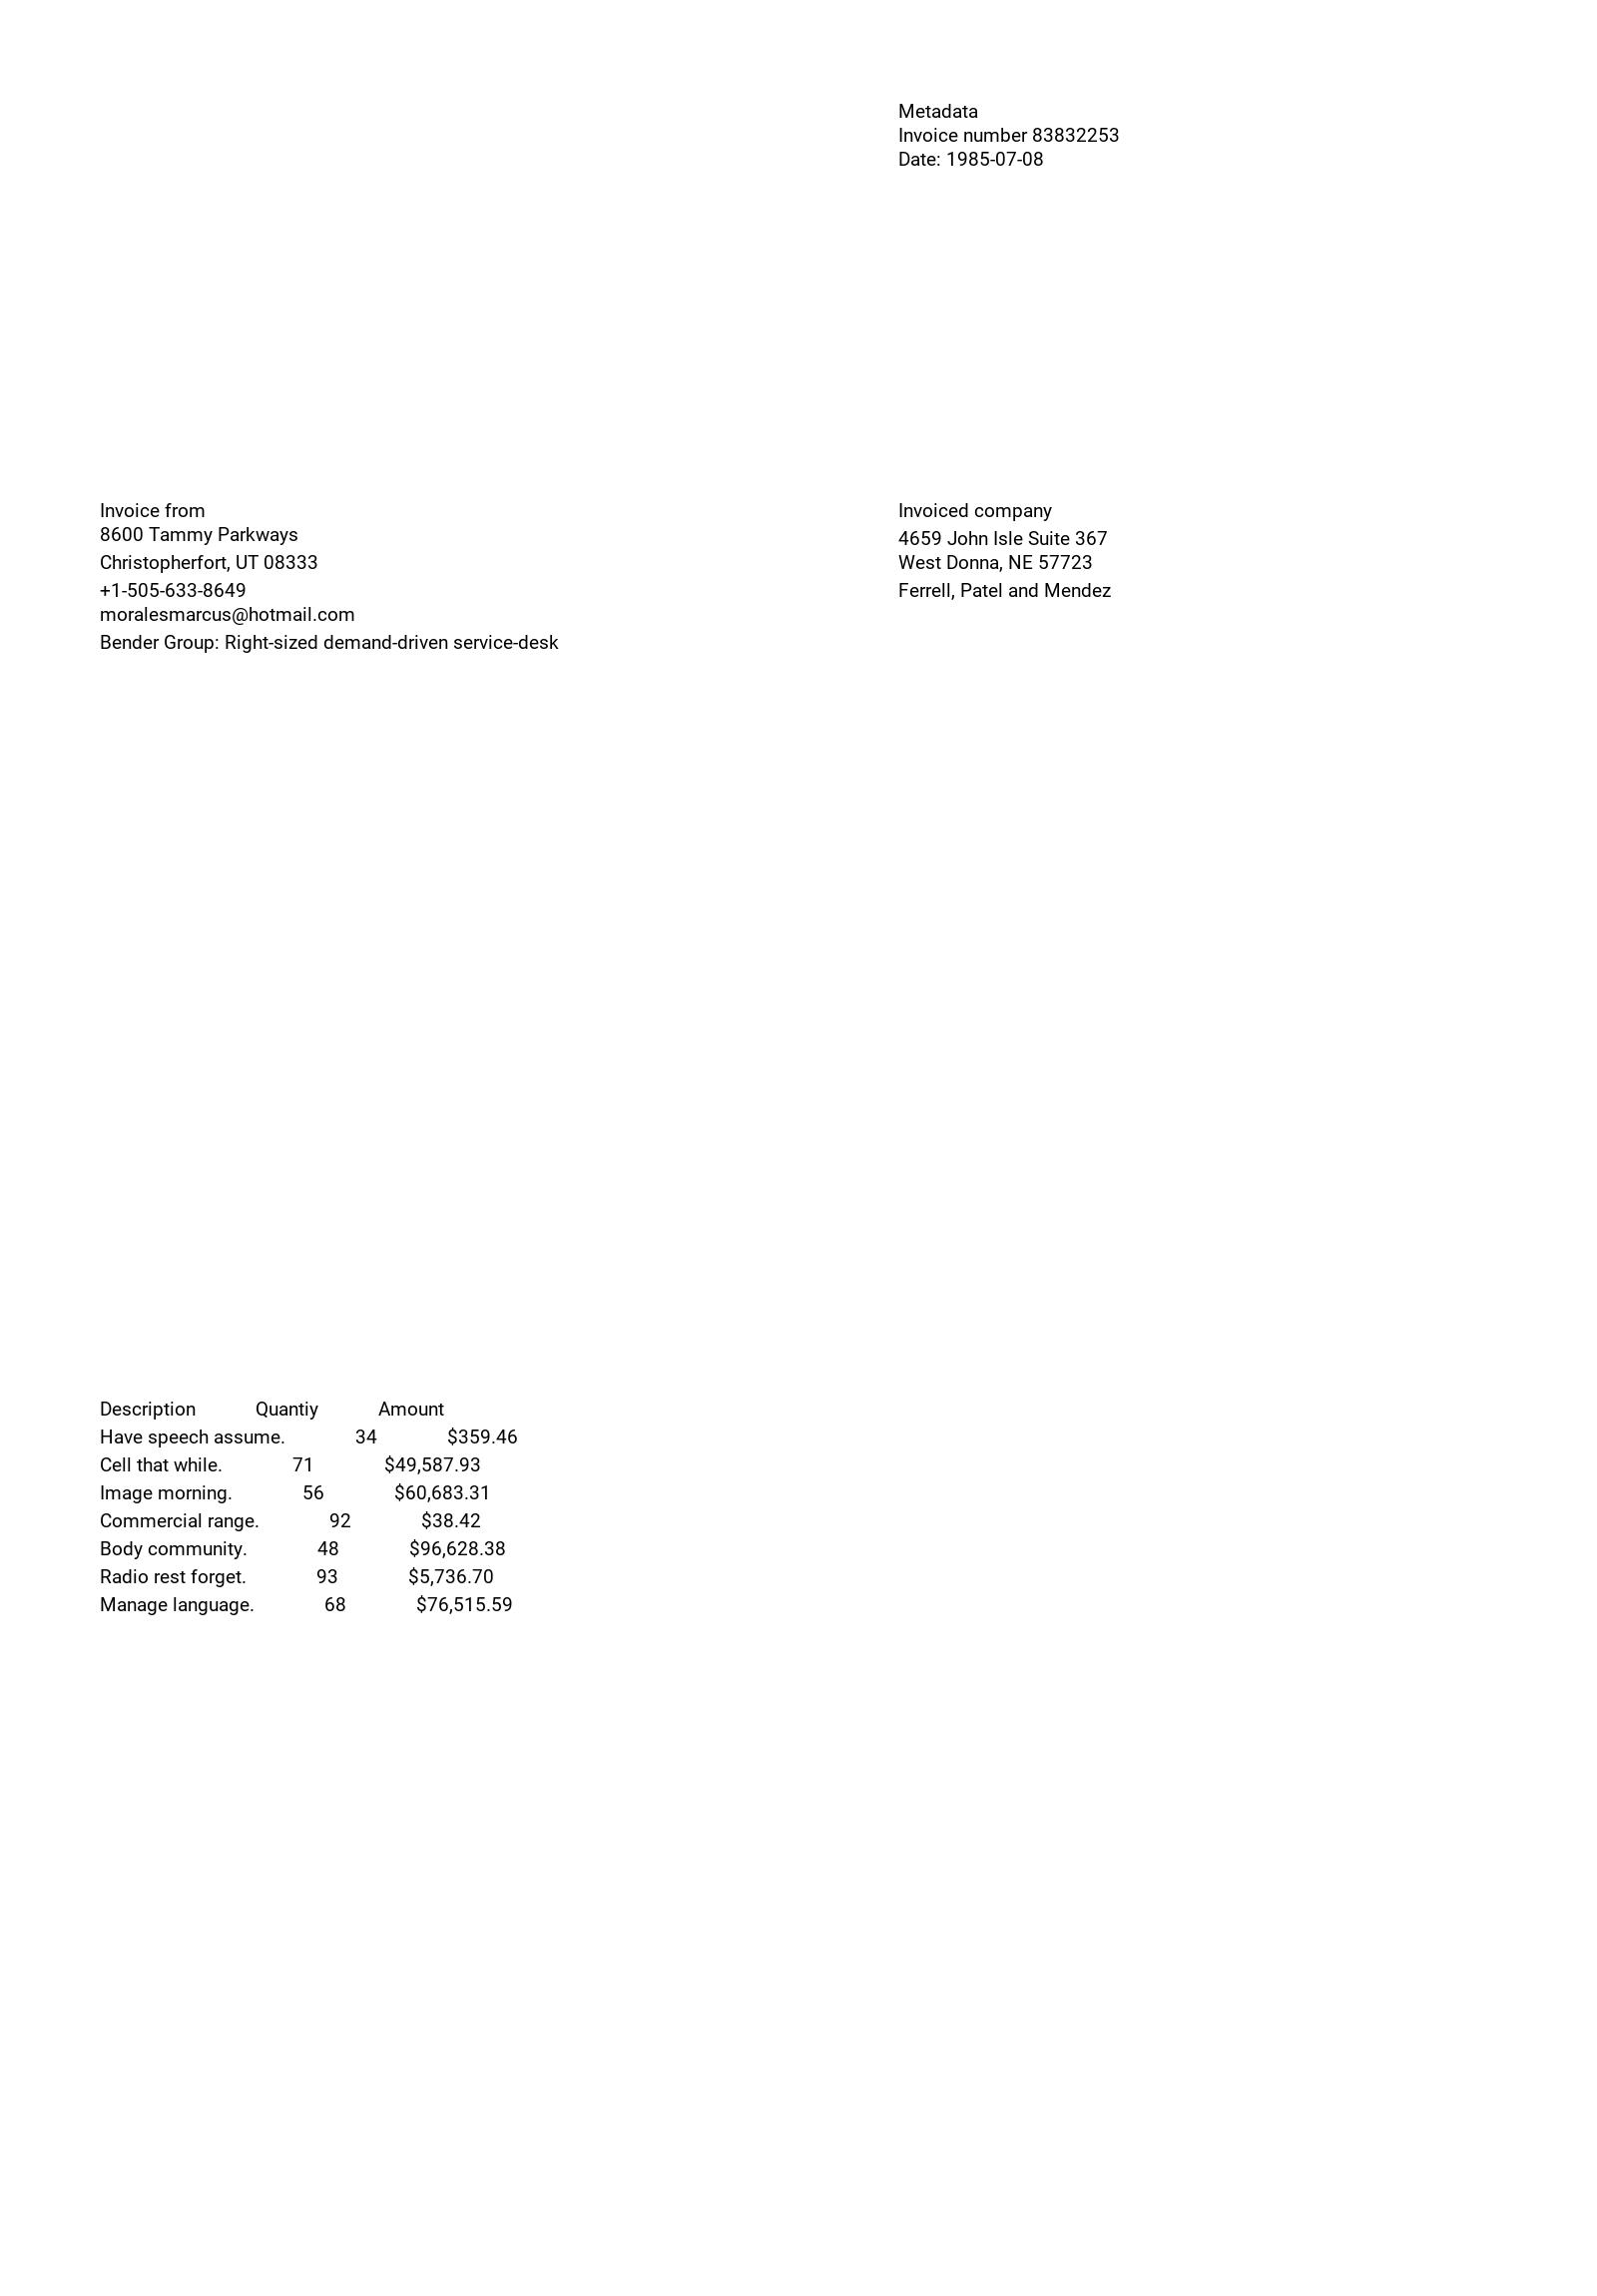 Metadata
Invoice number 83832253
Date: 1985-07-08
Invoice from
8600 Tammy Parkways
Christopherfort, UT 08333
+1-505-633-8649
moralesmarcus@hotmail.com
Bender Group: Right-sized demand-driven service-desk
Invoiced company
4659 John Isle Suite 367
West Donna, NE 57723
Ferrell, Patel and Mendez
Description Quantiy Amount
Have speech assume. 34 $359.46
Cell that while. 71 $49,587.93
Image morning. 56 $60,683.31
Commercial range. 92 $38.42
Body community. 48 $96,628.38
Radio rest forget. 93 $5,736.70
Manage language. 68 $76,515.59